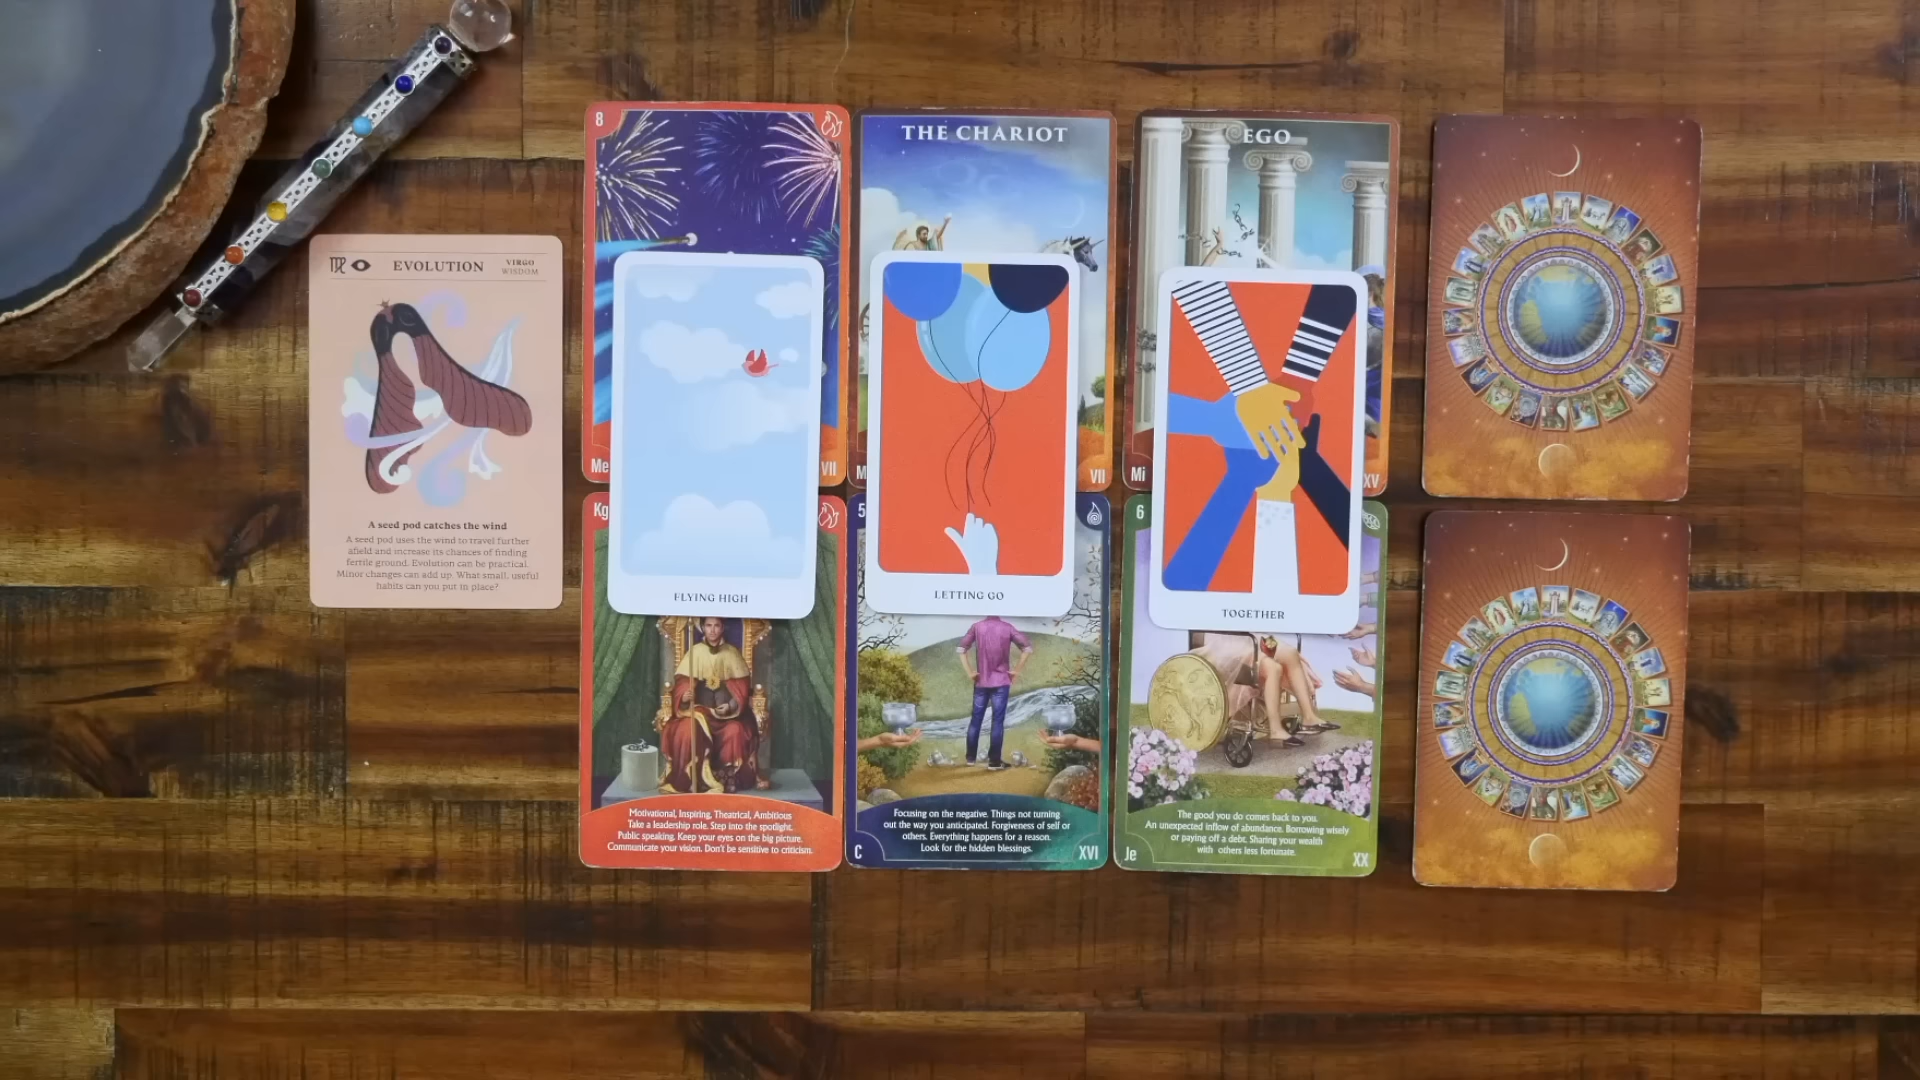 EVOLUTION
VIRGO
WISDOM
A seed pod catches the wind
A seed pod uses the wind to travel further
afield and increase its chances of finding
fertile ground. Evolution can be practical.
Minor changes can add up. What small, useful
habits can you put in place?
8
Me
VII
FLYING HIGH
Kg
Motivational, Inspiring, Theatrical, Ambitious
Take a leadership role. Step into the spotlight.
Public speaking. Keep your eyes on the big picture.
Communicate your vision. Don't be sensitive to criticism.
THE CHARIOT
M
VII
LETTING GO
5
Focusing on the negative. Things not turning
out the way you anticipated. Forgiveness of self or
others. Everything happens for a reason.
Look for the hidden blessings.
C
XVI
EGO
Mi
XV
TOGETHER
6
The good you do comes back to you.
An unexpected inflow of abundance. Borrowing wisely
or paying off a debt. Sharing your wealth
with others less fortunate.
Je
XX